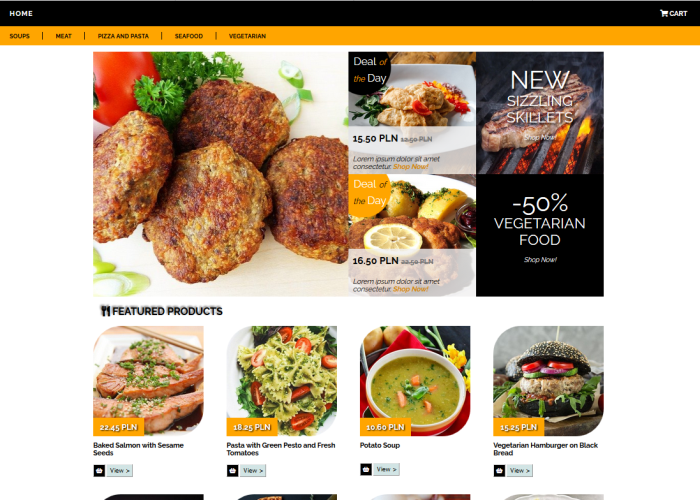 HOME
CART
SOUPS
MEAT
PIZZA AND PASTA
SEAFOOD
VEGETARIAN
Deal of
the Day
15.50 PLN 12.50 PLN
Lorem ipsum dolor sit amet
consectetur. Shop Now!
NEW
SIZZLING
SKILLETS
Shop Now!
Deal of
the Day
16.50 PLN 22.50 PLN
Lorem ipsum dolor sit amet
consectetur. Shop Now!
-50%
VEGETARIAN
FOOD
Shop Now!
FEATURED PRODUCTS
22.45 PLN
18.25 PLN
10.60 PLN
15.25 PLN
Baked Salmon with Sesame
Seeds
View >
Pasta with Green Pesto and Fresh
Tomatoes
View >
Potato Soup
View >
Vegetarian Hamburger on Black
Bread
View >